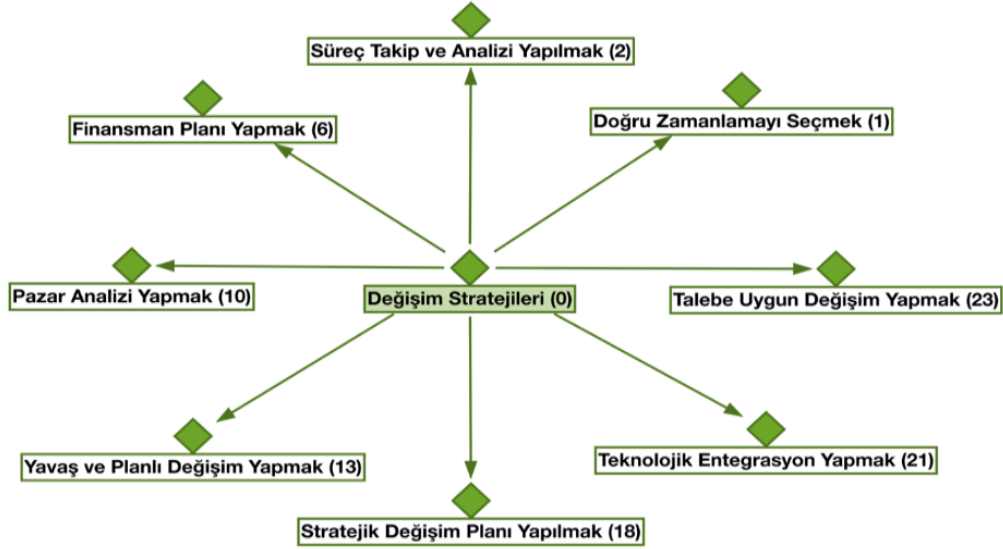 Süreç Takip ve Analizi Yapılmak (2)
Finansman Planı Yapmak (6)
Doğru Zamanlamayı Seçmek (1)
Pazar Analizi Yapmak (10)
Değişim Stratejileri (0)
Talebe Uygun Değişim Yapmak (23)
Yavaş ve Planlı Değişim Yapmak (13)
Teknolojik Entegrasyon Yapmak (21)
Stratejik Değişim Planı Yapılmak (18)